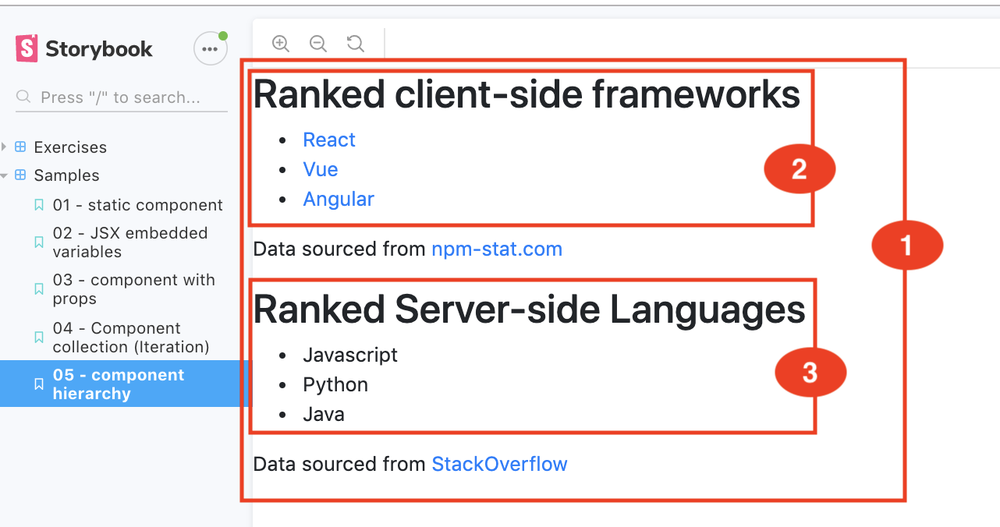 Storybook
Press "/" to search...
Exercises
Samples
01 - static component
02 - JSX embedded
variables
03 - component with
props
04 - Component
collection (Iteration)
05 - component
hierarchy
Ranked client-side frameworks
React
Vue
Angular
2
Data sourced from npm-stat.com
1
Ranked Server-side Languages
Javascript
Python
Java
3
Data sourced from StackOverflow